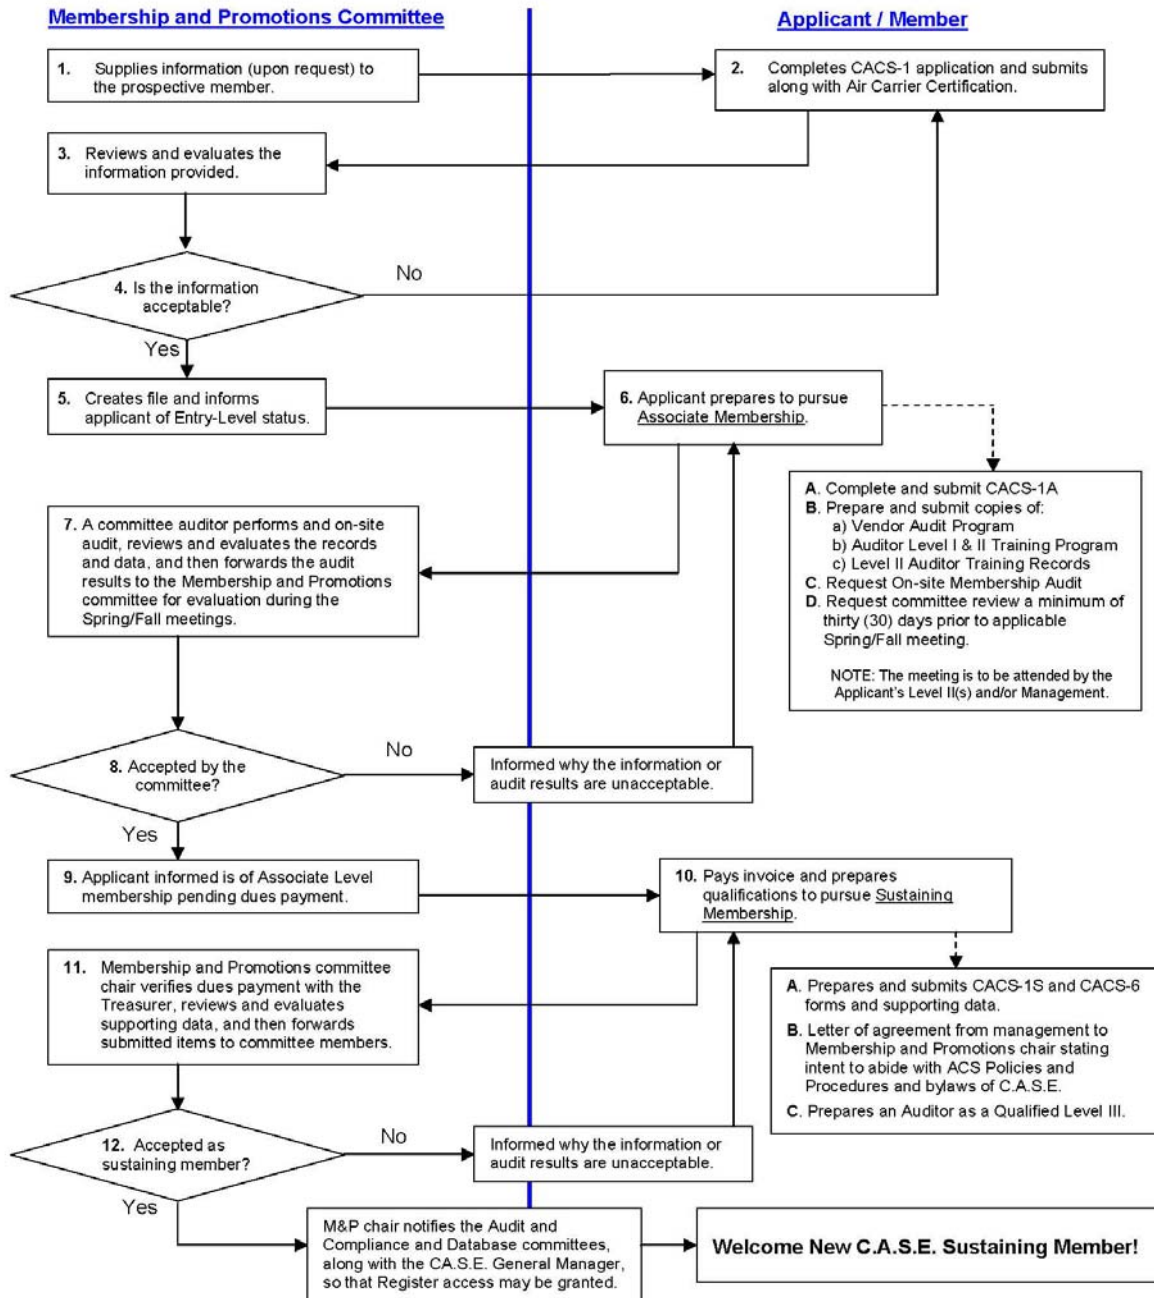 Membership and Promotions Committee
Applicant / Member
1. Supplies information (upon request) to
the prospective member.
2. Completes CACS-1 application and submits
along with Air Carrier Certification.
3. Reviews and evaluates the
information provided.
4. Is the information
acceptable?
No
Yes
5. Creates file and informs
applicant of Entry-Level status.
6. Applicant prepares to pursue
Associate Membership.
A. Complete and submit CACS-1A
B. Prepare and submit copies of:
a) Vendor Audit Program
b) Auditor Level I & II Training Program
c) Level II Auditor Training Records
C. Request On-site Membership Audit
D. Request committee review a minimum of
thirty (30) days prior to applicable
Spring/Fall meeting.
NOTE: The meeting is to be attended by the
Applicant's Level II(s) and/or Management.
7. A committee auditor performs and on-site
audit, reviews and evaluates the records
and data, and then forwards the audit
results to the Membership and Promotions
committee for evaluation during the
Spring/Fall meetings.
8. Accepted by the
committee?
No
Informed why the information or
audit results are unacceptable.
Yes
9. Applicant informed is of Associate Level
membership pending dues payment.
10. Pays invoice and prepares
qualifications to pursue Sustaining
Membership.
A. Prepares and submits CACS-1S and CACS-6
forms and supporting data.
B. Letter of agreement from management to
Membership and Promotions chair stating
intent to abide with ACS Policies and
Procedures and bylaws of C.A.S.E.
C. Prepares an Auditor as a Qualified Level III.
11. Membership and Promotions committee
chair verifies dues payment with the
Treasurer, reviews and evaluates
supporting data, and then forwards
submitted items to committee members.
12. Accepted as
sustaining member?
No
Informed why the information or
audit results are unacceptable.
Yes
M&P chair notifies the Audit and
Compliance and Database committees,
along with the CA.S.E. General Manager,
so that Register access may be granted.
Welcome New C.A.S.E. Sustaining Member!